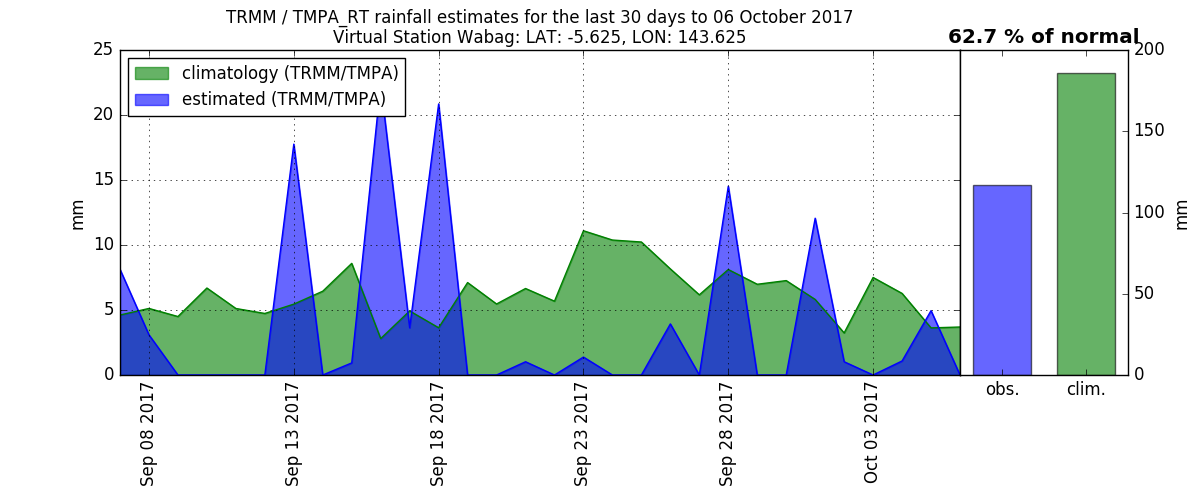 TRMM / TMPA_RT rainfall estimates for the last 30 days to 06 October 2017
Virtual Station Wabag: LAT: -5.625, LON: 143.625
62.7 % of normal
climatology (TRMM/TMPA)
estimated (TRMM/TMPA)
25
20
15
10
5
0
mm
Sep 08 2017
Sep 13 2017
Sep 18 2017
Sep 23 2017
Sep 28 2017
Oct 03 2017
200
150
100
50
0
mm
obs.
clim.